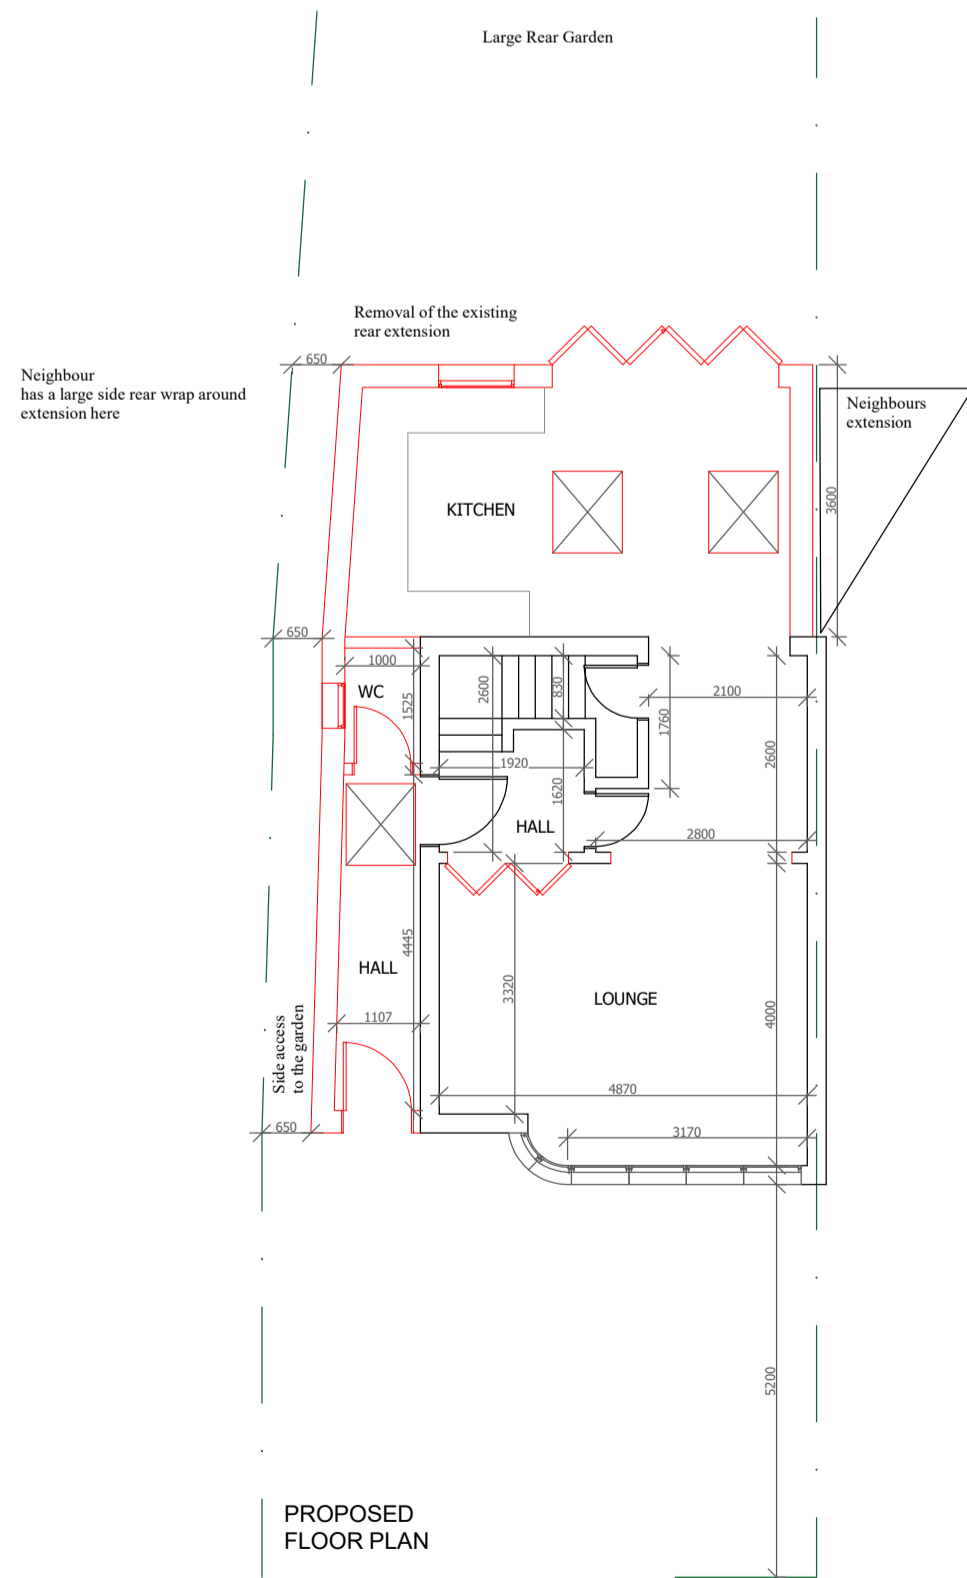 Large Rear Garden
Removal of the existing
rear extension
650
Neighbour
has a large side rear wrap around
extension here
Neighbours
extension
3600
KITCHEN
650
1000
WC
1525
2600
830
1760
2100
2600
1920
1620
HALL
2800
HALL
4445
3320
LOUNGE
4000
1107
Side access
to the garden
4870
650
3170
5200
PROPOSED
FLOOR PLAN